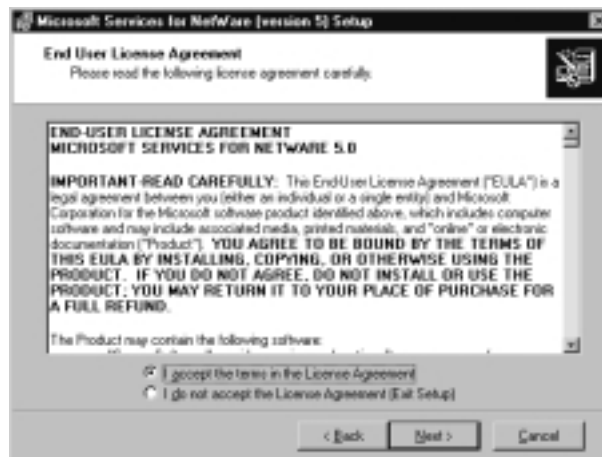 Microsoft Services for NetWare (version 5) Setup
End User License Agreement
Please read the following license agreement carefully.
END-USER LICENSE AGREEMENT
MICROSOFT SERVICES FOR NETWARE 5.0
IMPORTANT-READ CAREFULLY: This End-User License Agreement ("EULA") is a
legal agreement between you (either an individual or a single entity) and Microsoft
Corporation for the Microsoft software product identified above, which includes computer
software and may include associated media, printed materials, and "online" or electronic
documentation ("Product"). YOU AGREE TO BE BOUND BY THE TERMS OF
THIS EULA BY INSTALLING, COPYING, OR OTHERWISE USING THE
PRODUCT. IF YOU DO NOT AGREE, DO NOT INSTALL OR USE THE
PRODUCT; YOU MAY RETURN IT TO YOUR PLACE OF PURCHASE FOR
A FULL REFUND.
The Product may contain the following software:
I accept the terms in the License Agreement
I do not accept the License Agreement (Exit Setup)
< Back
Next >
Cancel